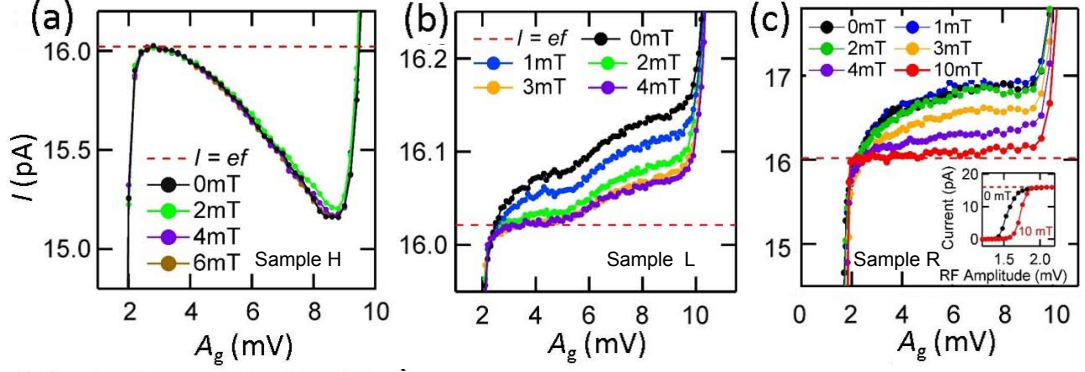 (a)
16.0
15.5
15.0
I (pA)
I = ef
0mT
2mT
4mT
6mT
Sample H
2 4 6 8 10
Ag (mV)
(b)
16.2
16.1
16.0
I = ef 0mT
1mT 2mT
3mT 4mT
Sample L
2 4 6 8 10
Ag (mV)
(c)
17
16
15
0mT 1mT
2mT 3mT
4mT 10mT
Sample R
0 2 4 6 8 10
Ag (mV)
Current (pA)
20
10
0
0 mT
10 mT
1.5 2.0
RF Amplitude (mV)